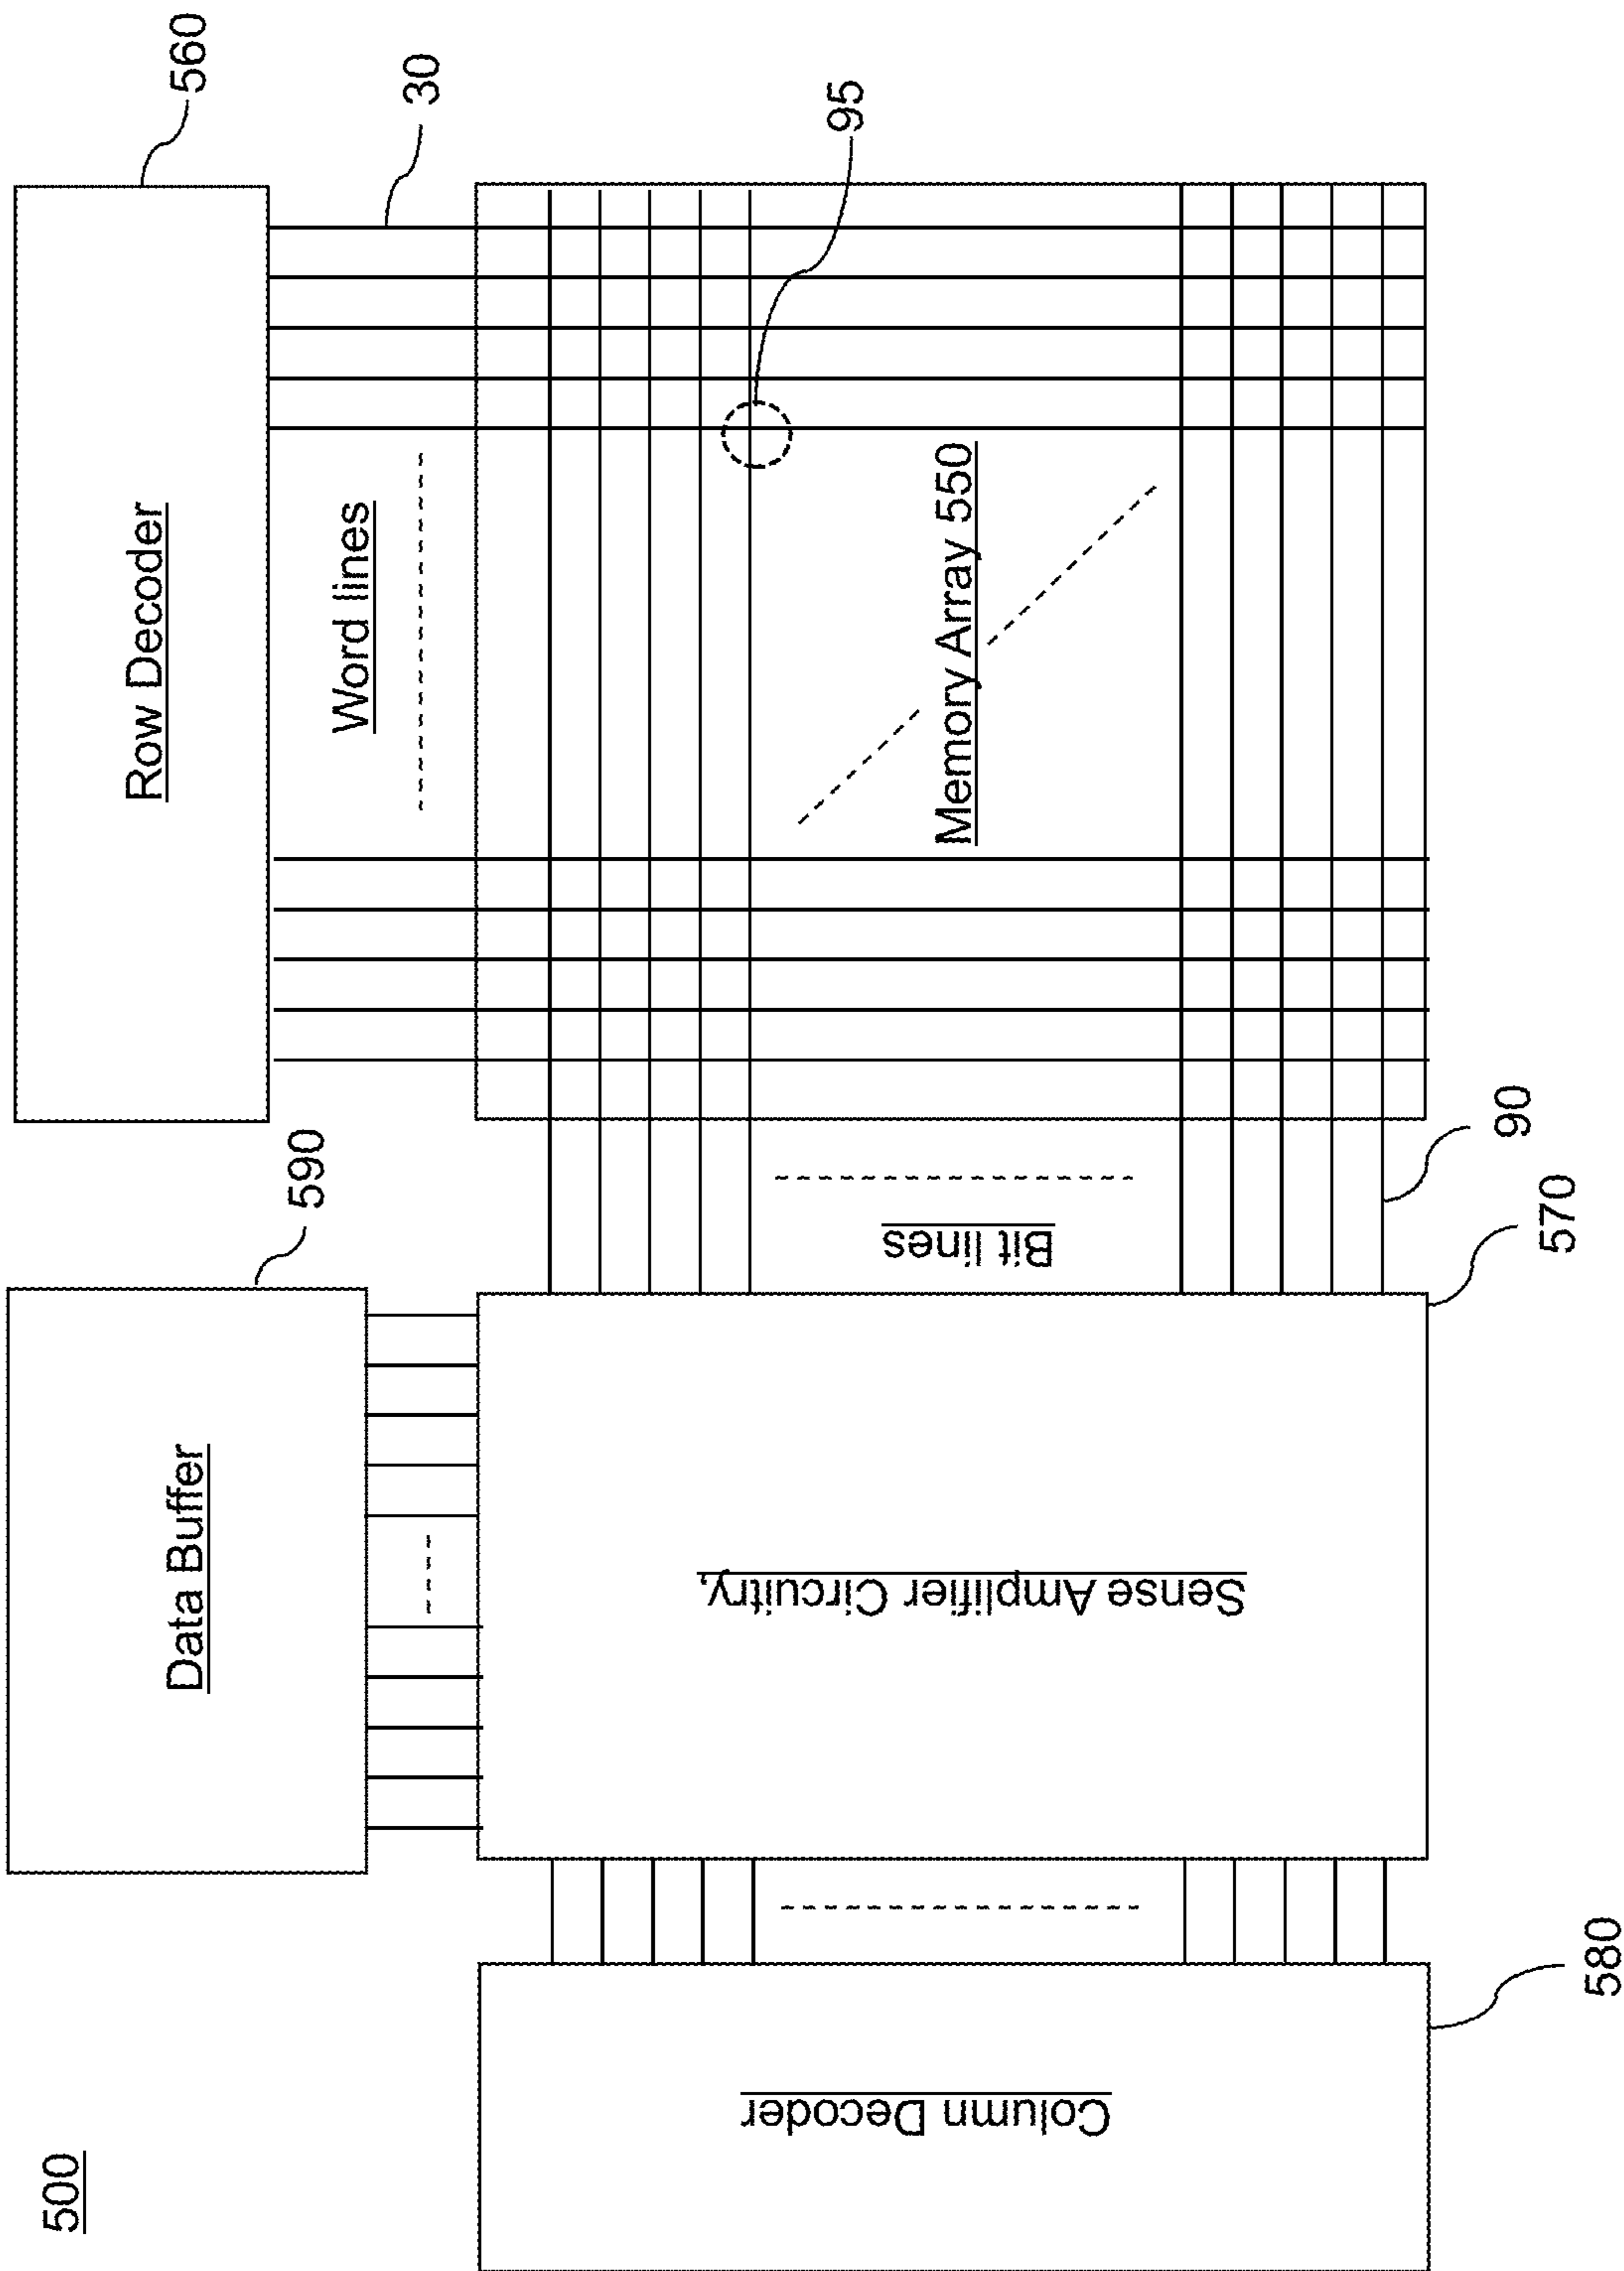 500
Row Decoder
560
Word lines
30
95
Memory Array 550
Data Buffer
590
Bit lines
90
Sense Amplifier Circuitry,
570
Column Decoder
580